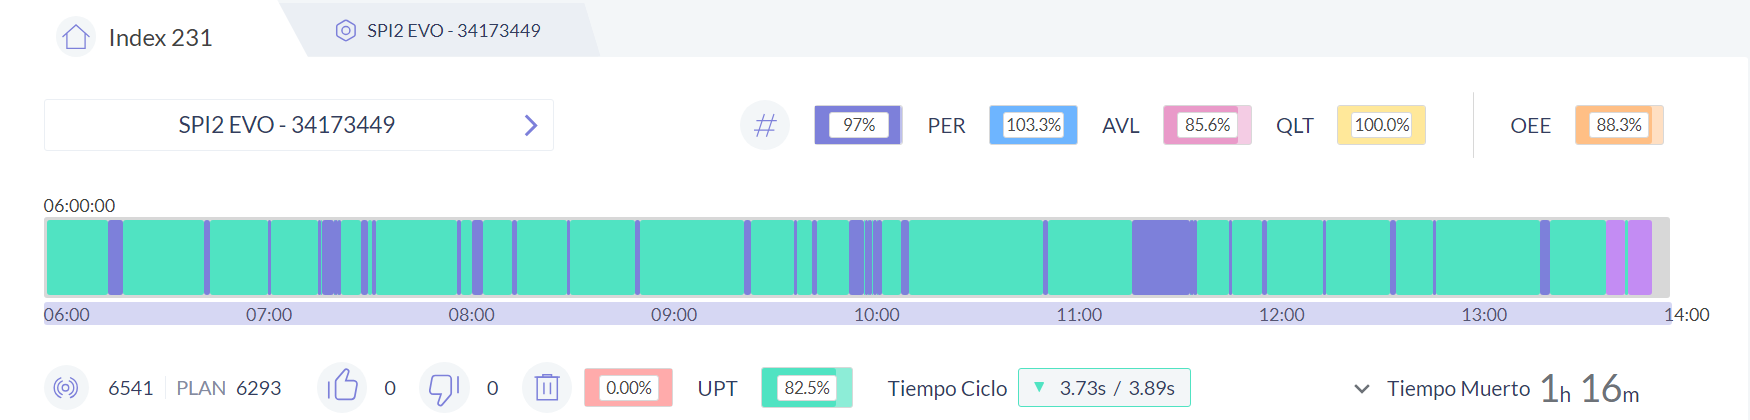 Index 231
SPI2 EVO - 34173449
SPI2 EVO - 34173449
# 97% PER 103.3% AVL 85.6% QLT 100.0% OEE 88.3%
06:00:00
06:00 07:00 08:00 09:00 10:00 11:00 12:00 13:00 14:00
6541 PLAN 6293 0 0 0.00% UPT 82.5% Tiempo Ciclo ▼ 3.73s / 3.89s Tiempo Muerto 1h 16m